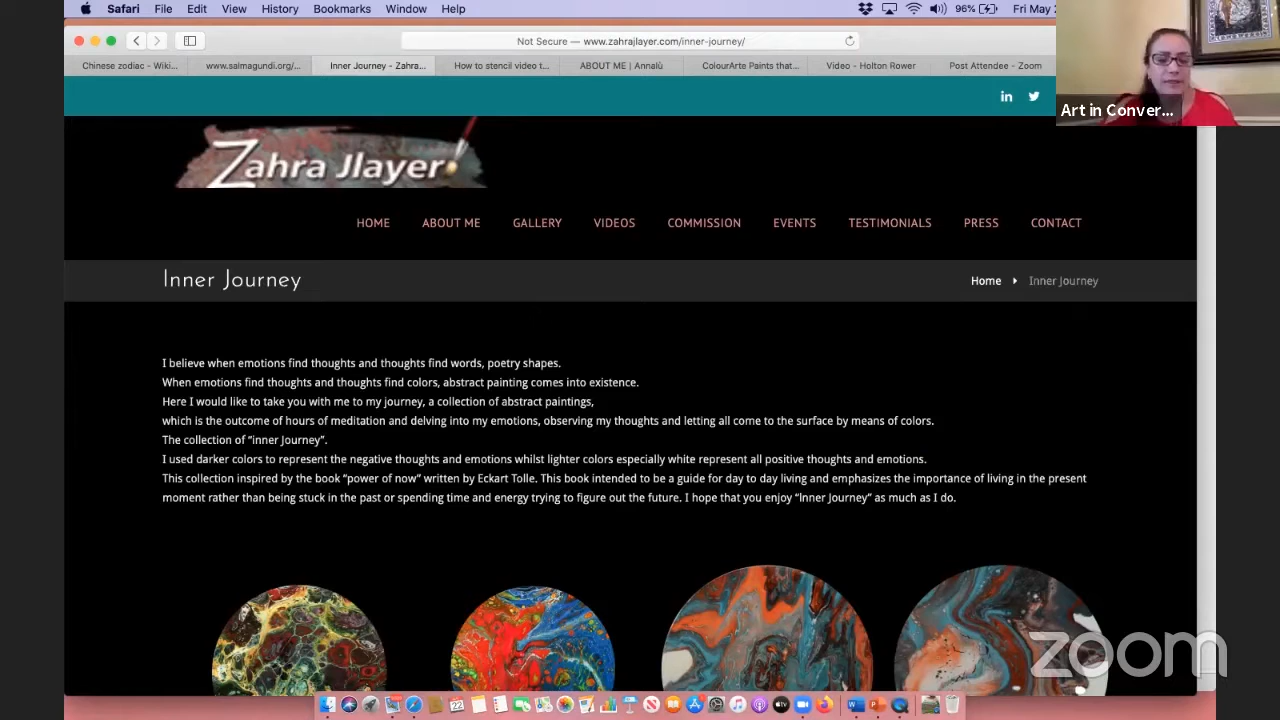 Safari File Edit View History Bookmarks Window Help 96% Fri May
Not Secure — www.zahrajlayer.com/inner-journey/
Chinese zodiac - Wiki... www.salmagundi.org/... Inner Journey - Zahra... How to stencil video t... ABOUT ME | Annalù ColourArte Paints that... Video - Holton Rower Post Attendee - Zoom
Art in Conver...
Zahra Jlayer
HOME ABOUT ME GALLERY VIDEOS COMMISSION EVENTS TESTIMONIALS PRESS CONTACT
Inner Journey
Home Inner Journey
I believe when emotions find thoughts and thoughts find words, poetry shapes.
When emotions find thoughts and thoughts find colors, abstract painting comes into existence.
Here I would like to take you with me to my journey, a collection of abstract paintings,
which is the outcome of hours of meditation and delving into my emotions, observing my thoughts and letting all come to the surface by means of colors.
The collection of “inner Journey”.
I used darker colors to represent the negative thoughts and emotions whilst lighter colors especially white represent all positive thoughts and emotions.
This collection inspired by the book “power of now” written by Eckart Tolle. This book intended to be a guide for day to day living and emphasizes the importance of living in the present
moment rather than being stuck in the past or spending time and energy trying to figure out the future. I hope that you enjoy “Inner Journey” as much as I do.
zoom